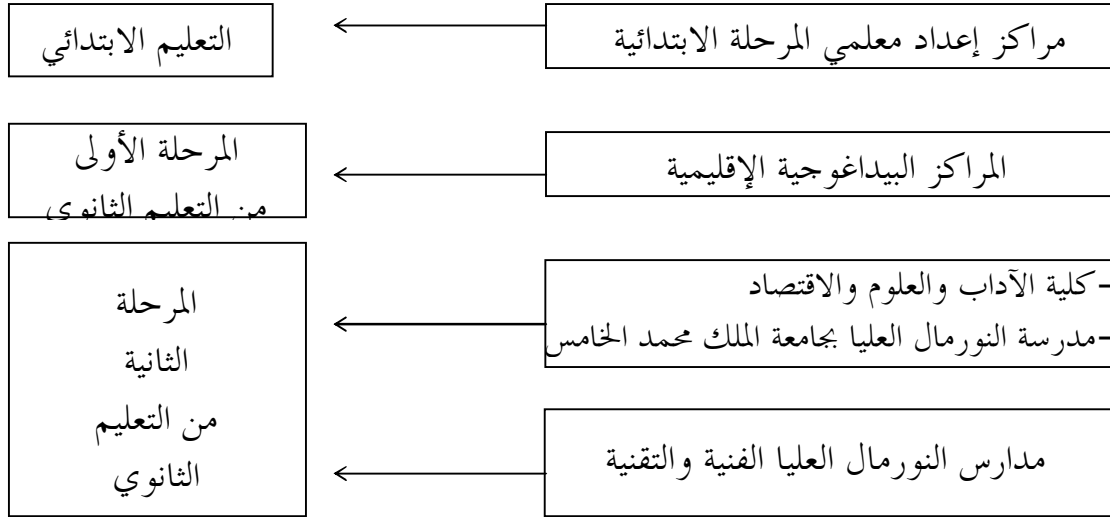 مراكز إعداد معلمي المرحلة الابتدائية
التعليم الابتدائي
المراكز البيداغوجية الإقليمية
المرحلة الأولى
من التعليم الثانوي
-كلية الآداب والعلوم والاقتصاد
-مدرسة النورمال العليا بجامعة الملك محمد الخامس
مدارس النورمال العليا الفنية والتقنية
المرحلة
الثانية
من التعليم
الثانوي